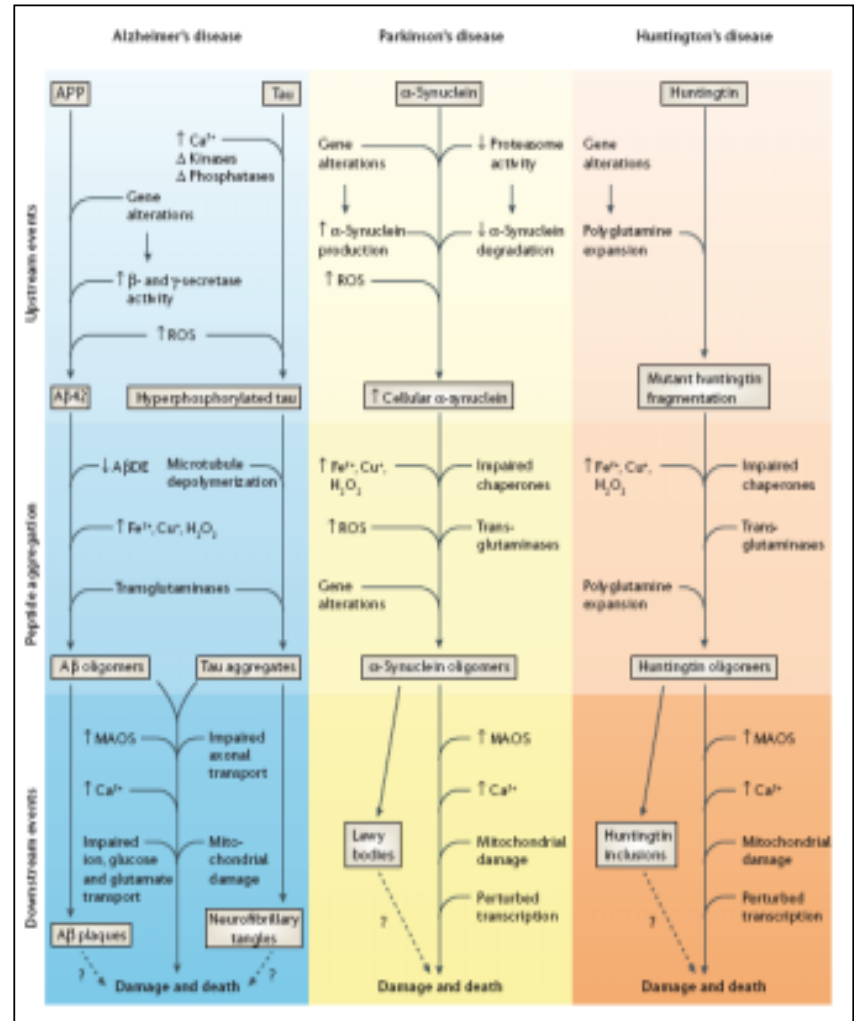 Alzheimer's disease
Parkinson's disease
Huntington's disease
Upstream events
APP
Tau
↑ Ca²⁺
Δ Kinases
Δ Phosphatases
Gene
alterations
↑ β- and γ-secretase
activity
↑ ROS
Aβ42
Hyperphosphorylated tau
α-Synuclein
Gene
alterations
↓ Proteasome
activity
↑ α-Synuclein
production
↓ α-Synuclein
degradation
↑ ROS
↑ Cellular α-synuclein
Huntingtin
Gene
alterations
Polyglutamine
expansion
Mutant huntingtin
fragmentation
Peptide aggregation
↓ AβDE
Microtubule
depolymerization
↑ Fe³⁺, Cu⁺, H₂O₂
Transglutaminases
Aβ oligomers
Tau aggregates
↑ Fe³⁺, Cu⁺,
H₂O₂
Impaired
chaperones
↑ ROS
Trans-
glutaminases
Gene
alterations
α-Synuclein oligomers
↑ Fe³⁺, Cu⁺,
H₂O₂
Impaired
chaperones
Trans-
glutaminases
Polyglutamine
expansion
Huntingtin oligomers
Downstream events
↑ MAOS
Impaired
axonal
transport
↑ Ca²⁺
Impaired
ion, glucose
and glutamate
transport
Mito-
chondrial
damage
Aβ plaques
Neurofibrillary
tangles
?
?
Damage and death
↑ MAOS
↑ Ca²⁺
Lewy
bodies
Mitochondrial
damage
Perturbed
transcription
?
Damage and death
↑ MAOS
↑ Ca²⁺
Huntingtin
inclusions
Mitochondrial
damage
Perturbed
transcription
?
Damage and death